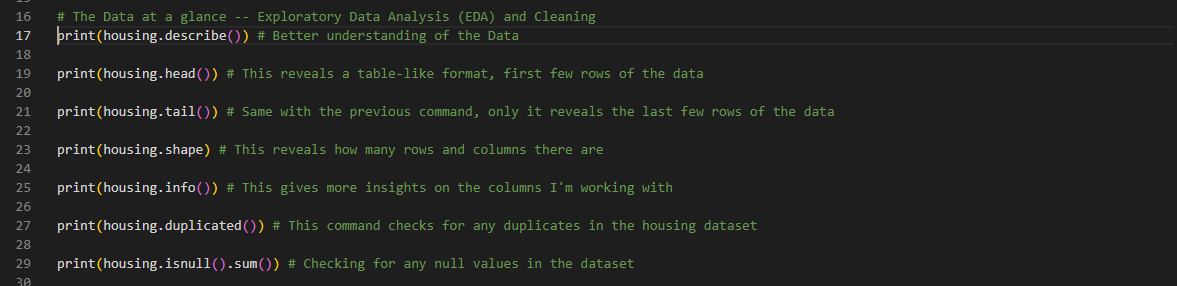 16 # The Data at a glance -- Exploratory Data Analysis (EDA) and Cleaning
17 print(housing.describe()) # Better understanding of the Data
18
19 print(housing.head()) # This reveals a table-like format, first few rows of the data
20
21 print(housing.tail()) # Same with the previous command, only it reveals the last few rows of the data
22
23 print(housing.shape) # This reveals how many rows and columns there are
24
25 print(housing.info()) # This gives more insights on the columns I'm working with
26
27 print(housing.duplicated()) # This command checks for any duplicates in the housing dataset
28
29 print(housing.isnull().sum()) # Checking for any null values in the dataset
30